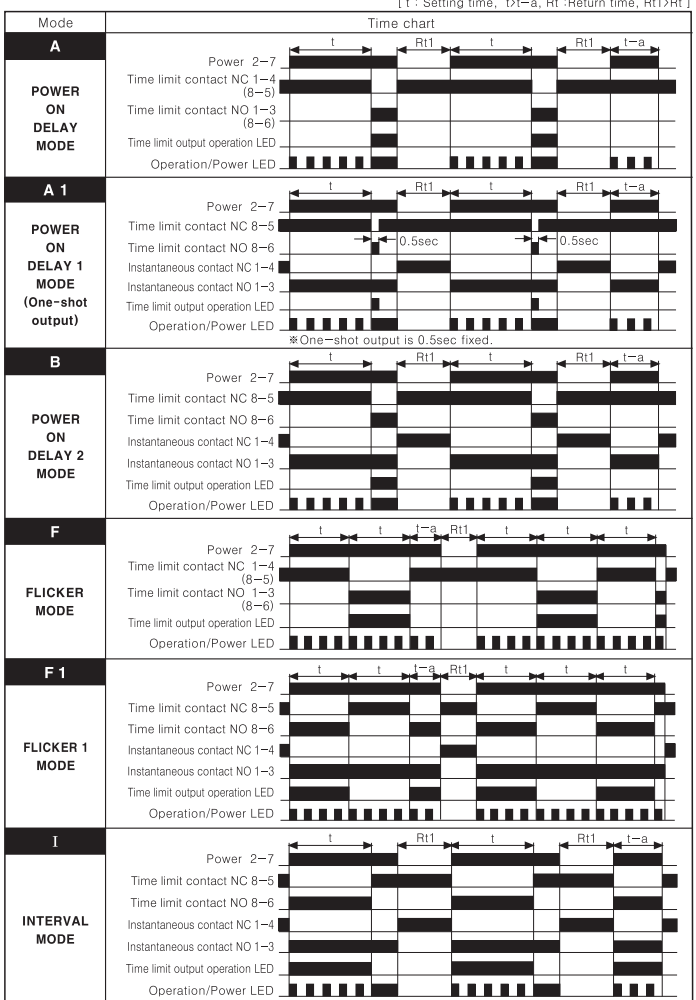 [ t : Setting time, t>t-a, Rt :Return time, Rt1>Rt ]
Mode Time chart
A
POWER
ON
DELAY
MODE
t Rt1 t Rt1 t-a
Power 2-7
Time limit contact NC 1-4
(8-5)
Time limit contact NO 1-3
(8-6)
Time limit output operation LED
Operation/Power LED
A 1
POWER
ON
DELAY 1
MODE
(One-shot
output)
t Rt1 t Rt1 t-a
Power 2-7
Time limit contact NC 8-5
Time limit contact NO 8-6
0.5sec 0.5sec
Instantaneous contact NC 1-4
Instantaneous contact NO 1-3
Time limit output operation LED
Operation/Power LED
※One-shot output is 0.5sec fixed.
B
POWER
ON
DELAY 2
MODE
t Rt1 t Rt1 t-a
Power 2-7
Time limit contact NC 8-5
Time limit contact NO 8-6
Instantaneous contact NC 1-4
Instantaneous contact NO 1-3
Time limit output operation LED
Operation/Power LED
F
FLICKER
MODE
t t t-a Rt1 t t t
Power 2-7
Time limit contact NC 1-4
(8-5)
Time limit contact NO 1-3
(8-6)
Time limit output operation LED
Operation/Power LED
F 1
FLICKER 1
MODE
t t t-a Rt1 t t t
Power 2-7
Time limit contact NC 8-5
Time limit contact NO 8-6
Instantaneous contact NC 1-4
Instantaneous contact NO 1-3
Time limit output operation LED
Operation/Power LED
I
INTERVAL
MODE
t Rt1 t Rt1 t-a
Power 2-7
Time limit contact NC 8-5
Time limit contact NO 8-6
Instantaneous contact NC 1-4
Instantaneous contact NO 1-3
Time limit output operation LED
Operation/Power LED